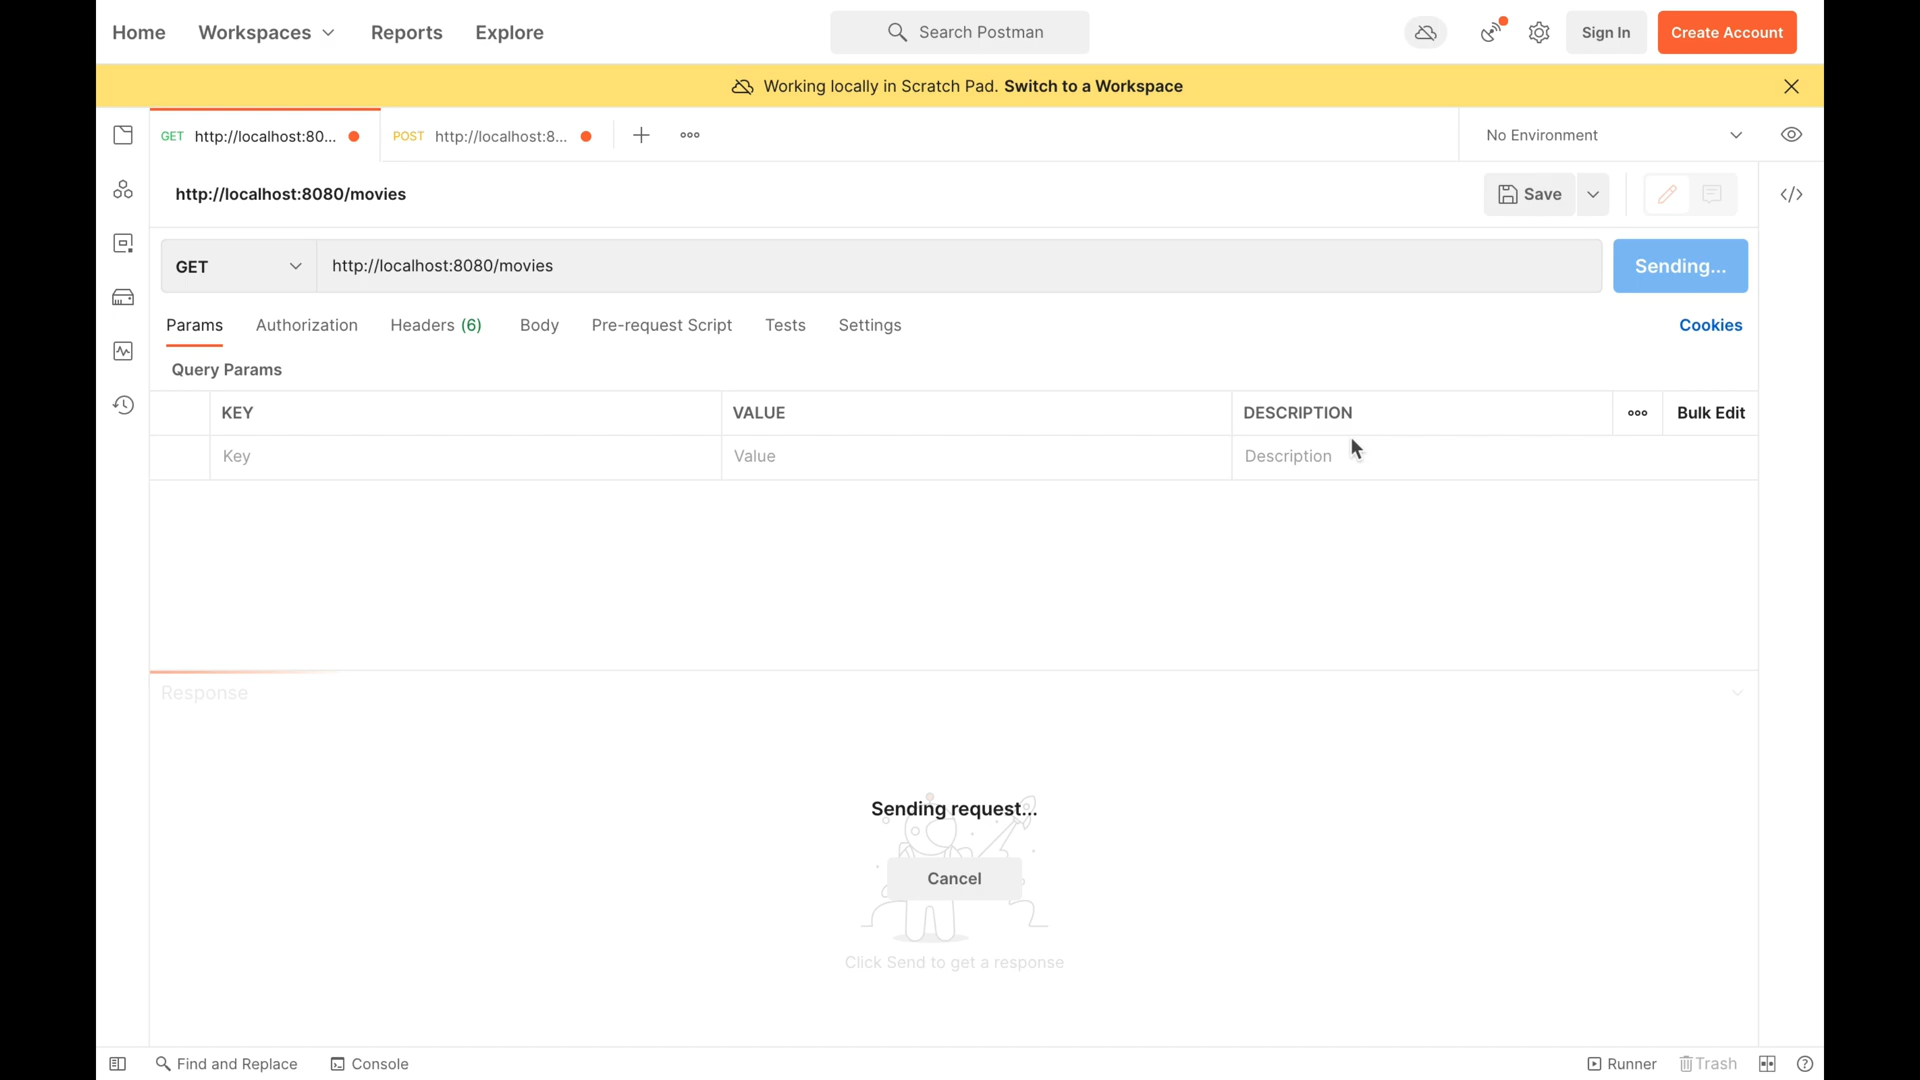 Home Workspaces Reports Explore Search Postman Sign In Create Account
Working locally in Scratch Pad. Switch to a Workspace
GET http://localhost:80... POST http://localhost:8... No Environment
http://localhost:8080/movies Save
GET http://localhost:8080/movies Sending...
Params Authorization Headers (6) Body Pre-request Script Tests Settings Cookies
Query Params
KEY VALUE DESCRIPTION Bulk Edit
Key Value Description
Response
Sending request...
Cancel
Click Send to get a response
Find and Replace Console Runner Trash